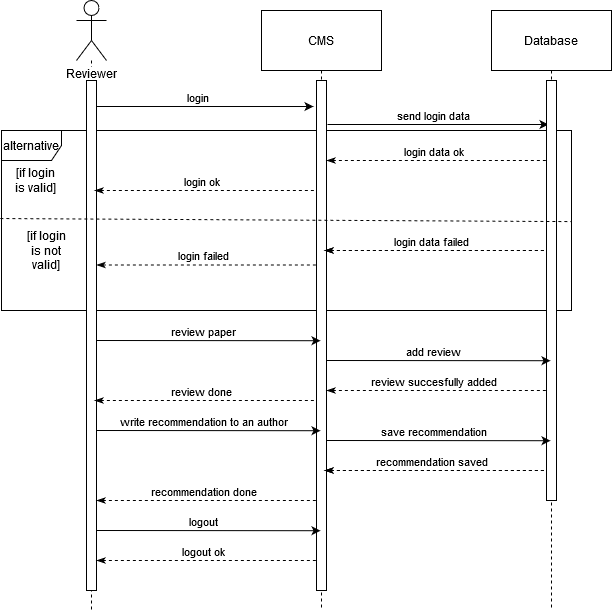 Reviewer
CMS
Database
login
send login data
alternative
login data ok
[if login
is valid]
login ok
[if login
is not
valid]
login data failed
login failed
review paper
add review
review succesfully added
review done
write recommendation to an author
save recommendation
recommendation saved
recommendation done
logout
logout ok